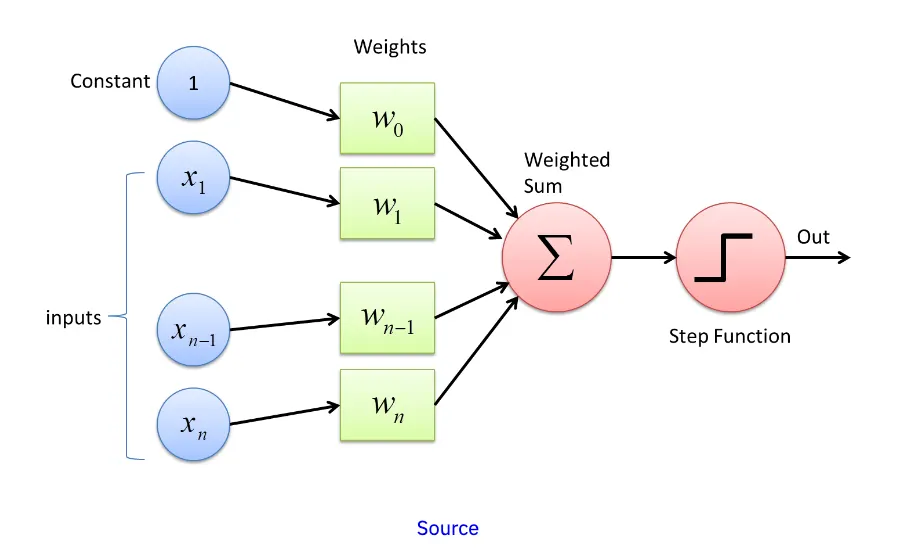 Weights
Constant
1
w0
x1
w1
Weighted
Sum
Σ
Out
inputs
xn−1
wn−1
Step Function
xn
wn
Source